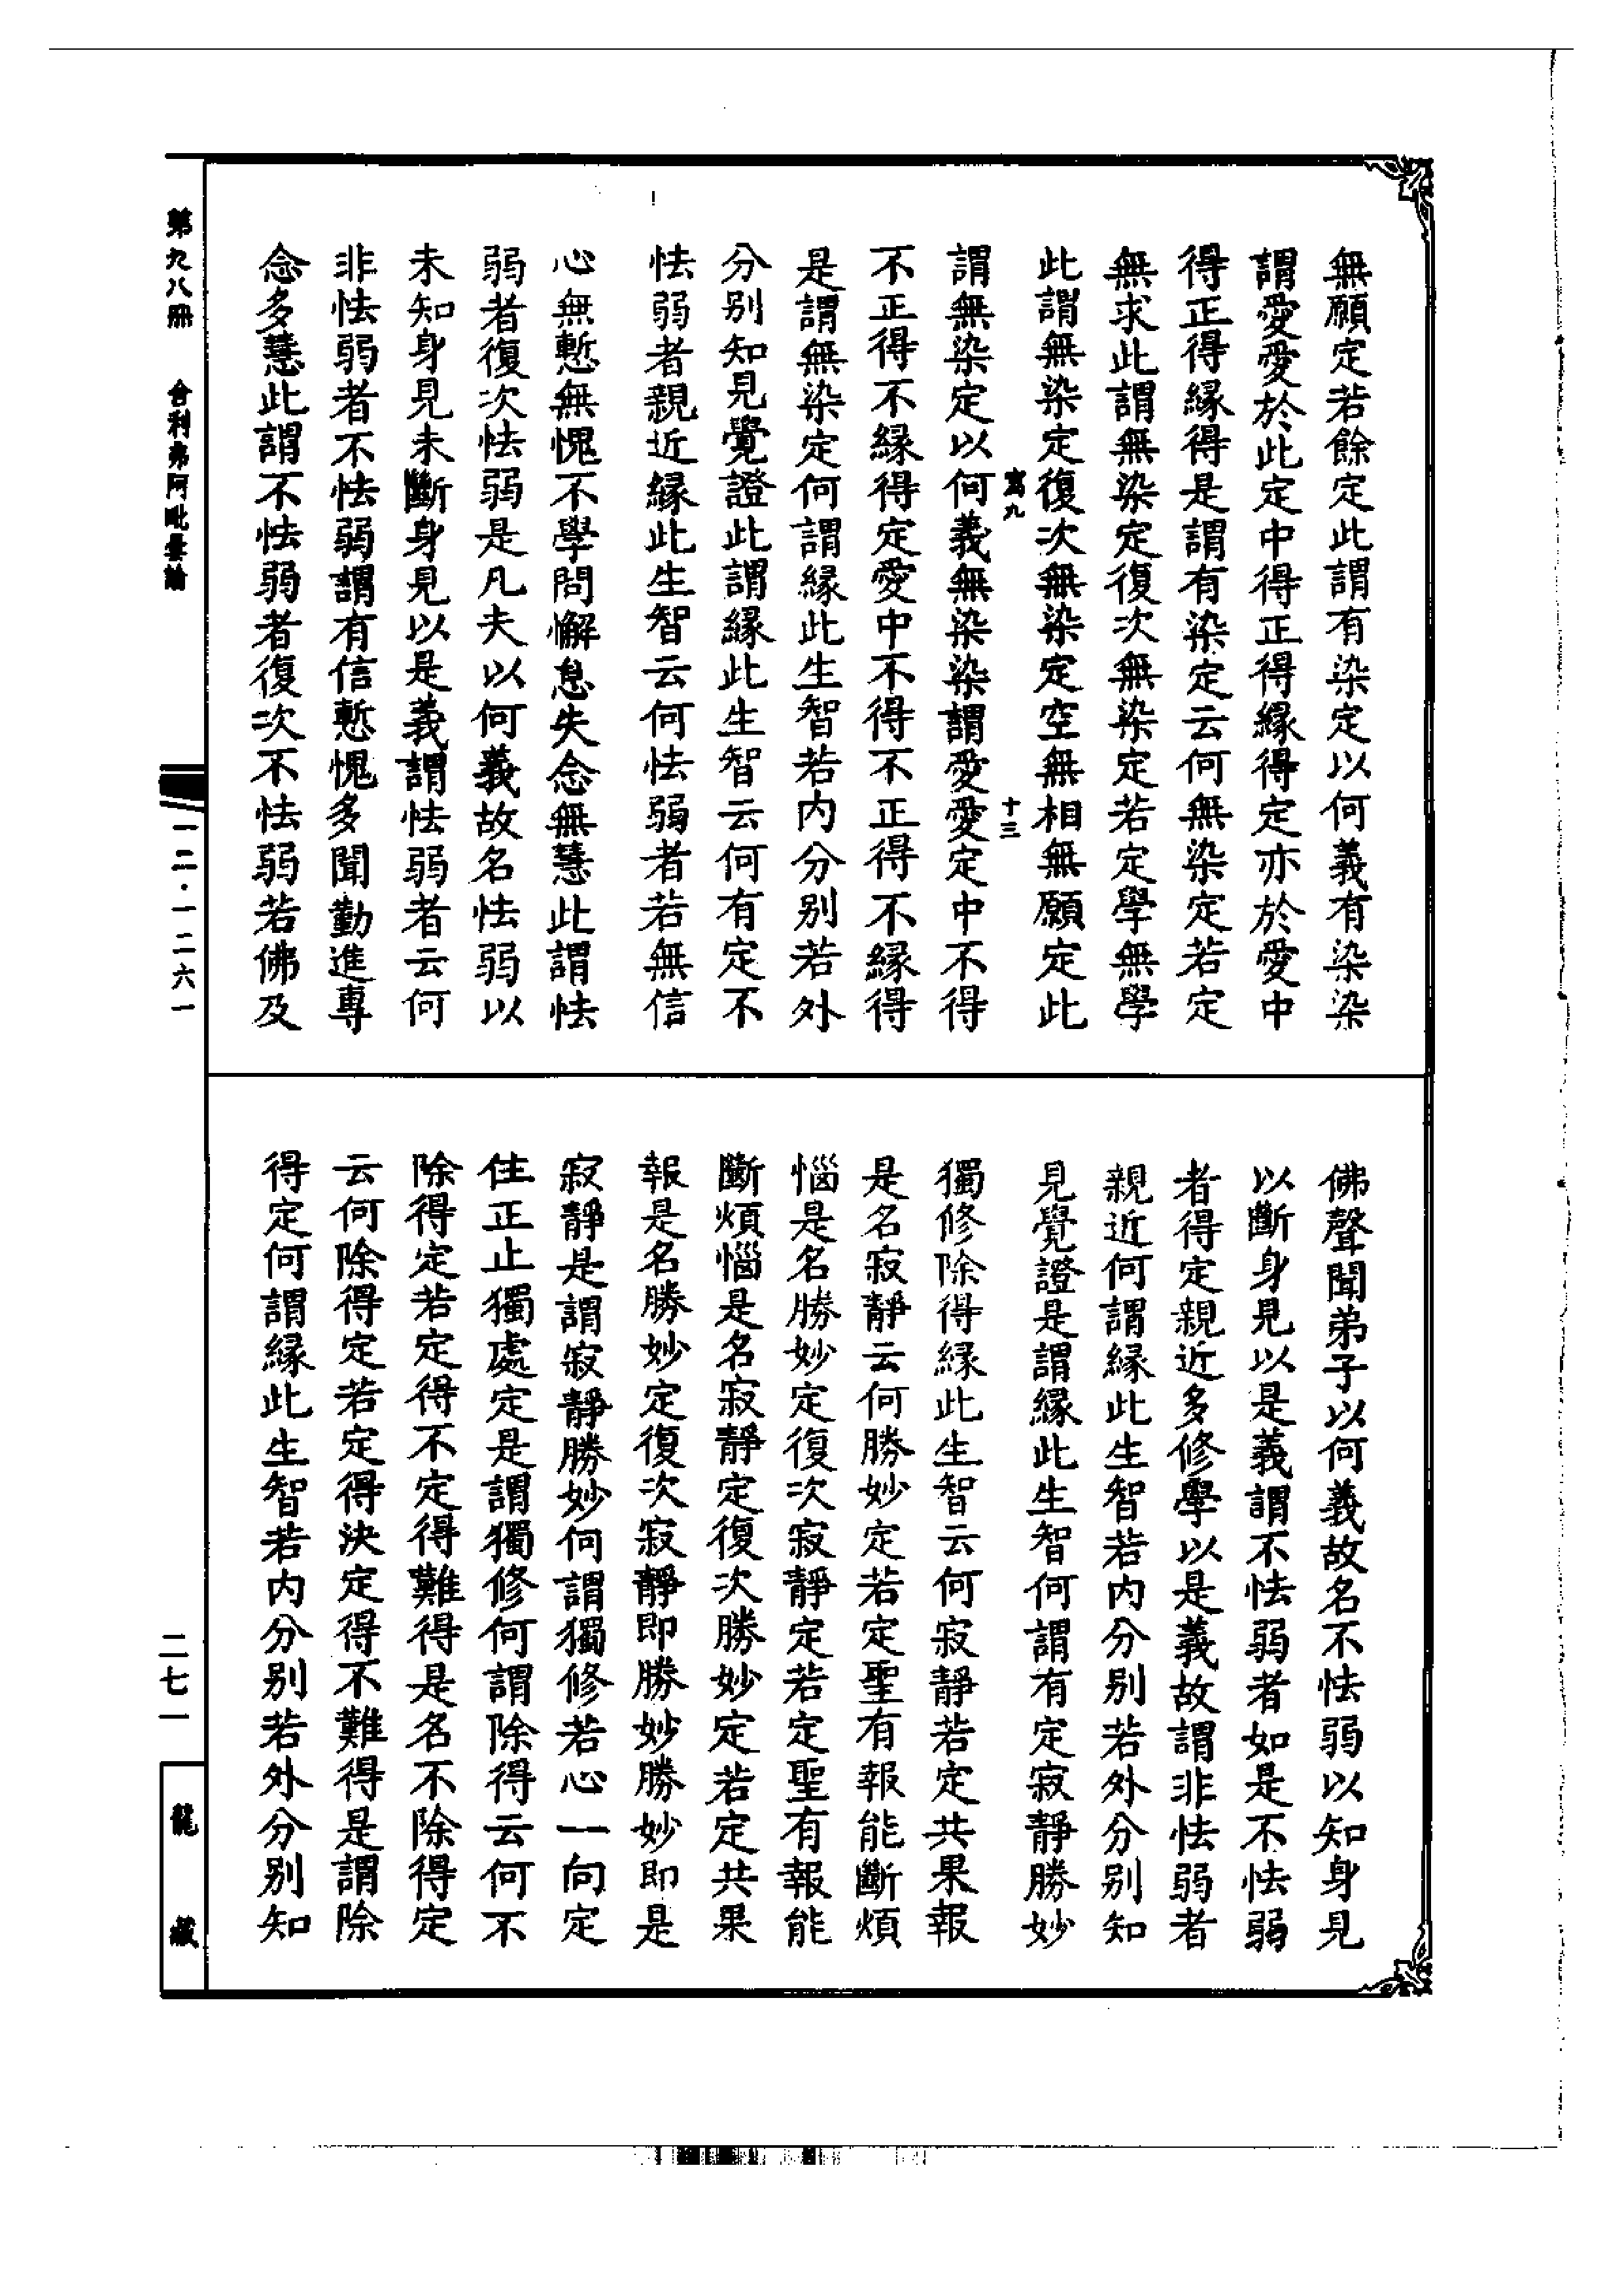 無願定若餘定此謂有染定以何義有染染
謂愛愛於此定中得正得緣得定亦於愛中
得正得緣得是謂有染定云何無染定若定
無求此謂無染定復次無染定若定學無學
此謂無染定復次無染定空無相無願定此
寫九 十三
謂無染定以何義無染染謂愛愛定中不得
不正得不緣得定愛中不得不正得不緣得
是謂無染定何謂緣此生智若內分別若外
分別知見覺證此謂緣此生智云何有定不
怯弱者親近緣此生智云何怯弱者若無信
心無慙無愧不學問懈怠失念無慧此謂怯
弱者復次怯弱是凡夫以何義故名怯弱以
未知身見未斷身見以是義謂怯弱者云何
非怯弱者不怯弱謂有信慙愧多聞勤進專
念多慧此謂不怯弱者復次不怯弱若佛及
佛聲聞弟子以何義故名不怯弱以知身見
以斷身見以是義謂不怯弱者如是不怯弱
者得定親近多修學以是義故謂非怯弱者
親近何謂緣此生智若內分別若外分別知
見覺證是謂緣此生智何謂有定寂靜勝妙
獨修除得緣此生智云何寂靜若定共果報
是名寂靜云何勝妙定若定聖有報能斷煩
惱是名勝妙定復次寂靜定若定聖有報能
斷煩惱是名寂靜定復次勝妙定若定共果
報是名勝妙定復次寂靜即勝妙勝妙即是
寂靜是謂寂靜勝妙何謂獨修若心一向定
住正止獨處定是謂獨修何謂除得云何不
除得定若定得不定得難得是名不除得定
云何除得定若定得決定得不難得是謂除
得定何謂緣此生智若內分別若外分別知
第九八冊 舍利弗阿毗曇論
一二·一二六一
二七一
龍藏